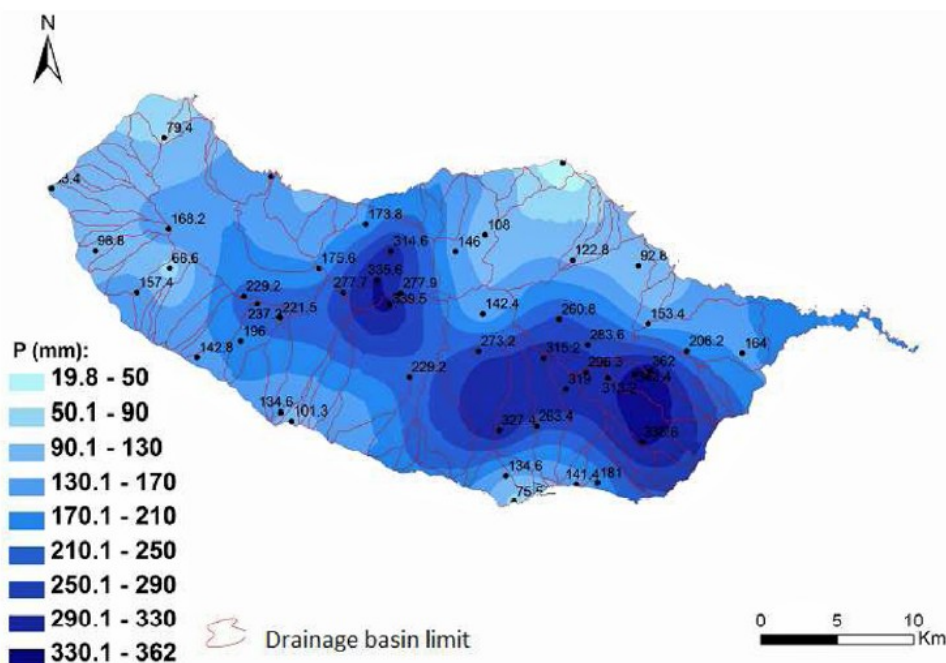 N
79.4
168.2
98.8
66.6
157.4
173.8
314.6
146
108
175.6
335.6
277.7
277.9
339.5
229.2
237.2
221.5
196
142.8
142.4
122.8
92.8
260.8
153.4
273.2
315.2
283.6
206.2
164
229.2
319
296.3
362
313.2
134.6
101.3
327.4
263.4
134.6
141.4
181
P (mm):
19.8 - 50
50.1 - 90
90.1 - 130
130.1 - 170
170.1 - 210
210.1 - 250
250.1 - 290
290.1 - 330
330.1 - 362
Drainage basin limit
0 5 10
Km